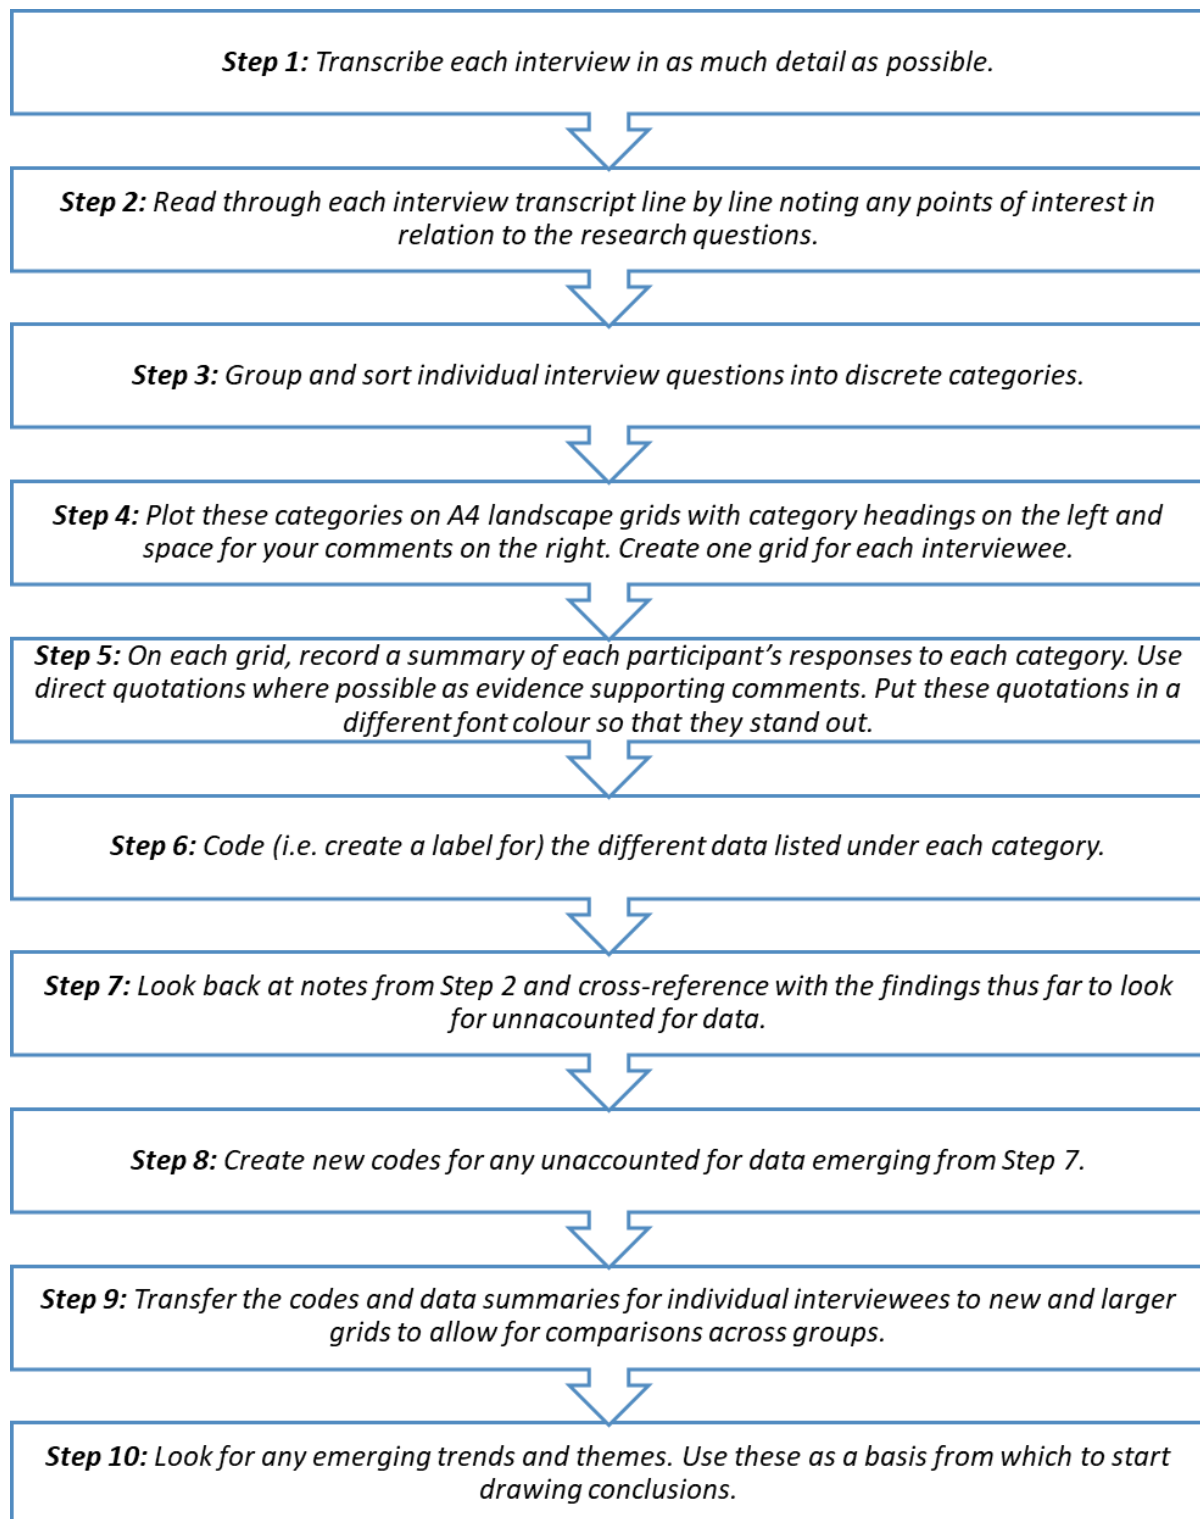 Step 1: Transcribe each interview in as much detail as possible.
Step 2: Read through each interview transcript line by line noting any points of interest in
relation to the research questions.
Step 3: Group and sort individual interview questions into discrete categories.
Step 4: Plot these categories on A4 landscape grids with category headings on the left and
space for your comments on the right. Create one grid for each interviewee.
Step 5: On each grid, record a summary of each participant’s responses to each category. Use
direct quotations where possible as evidence supporting comments. Put these quotations in a
different font colour so that they stand out.
Step 6: Code (i.e. create a label for) the different data listed under each category.
Step 7: Look back at notes from Step 2 and cross-reference with the findings thus far to look
for unnacounted for data.
Step 8: Create new codes for any unaccounted for data emerging from Step 7.
Step 9: Transfer the codes and data summaries for individual interviewees to new and larger
grids to allow for comparisons across groups.
Step 10: Look for any emerging trends and themes. Use these as a basis from which to start
drawing conclusions.